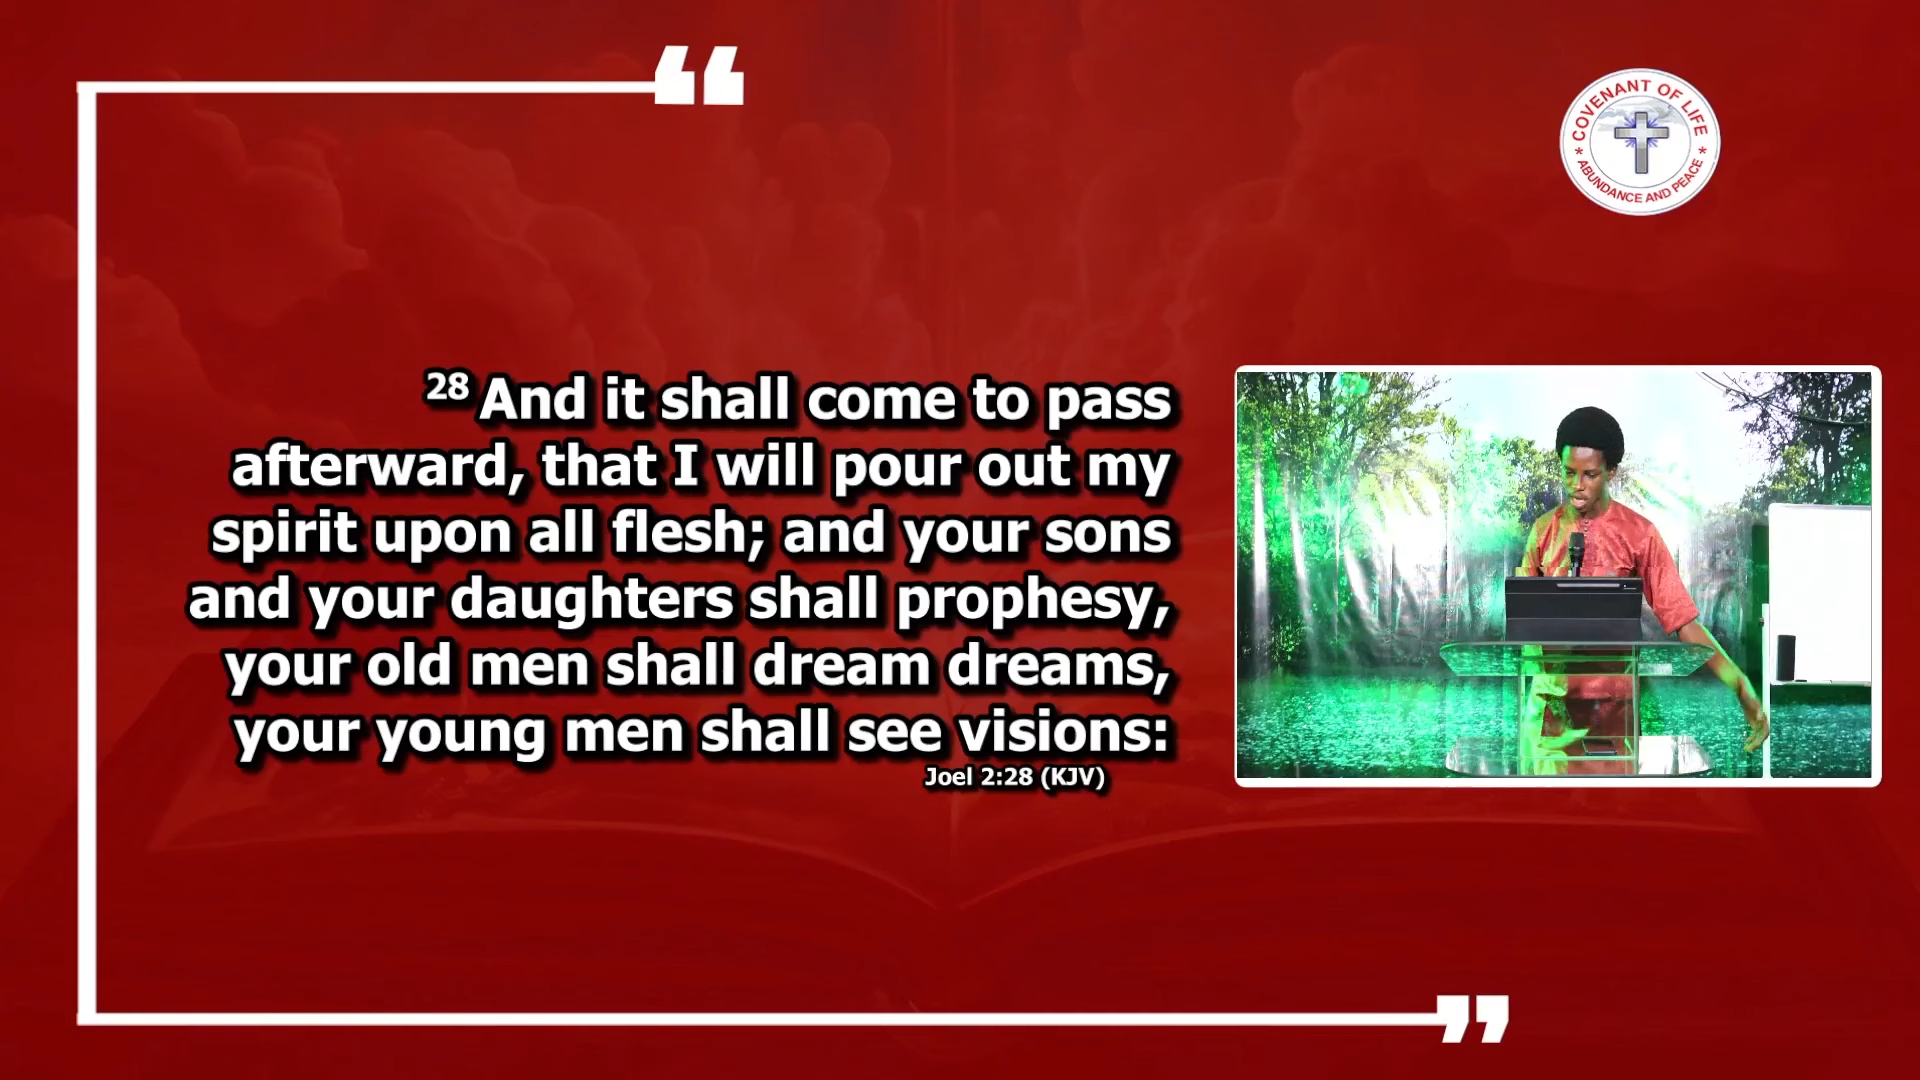 COVENANT OF LIFE
* ABUNDANCE AND PEACE *
28 And it shall come to pass
afterward, that I will pour out my
spirit upon all flesh; and your sons
and your daughters shall prophesy,
your old men shall dream dreams,
your young men shall see visions:
Joel 2:28 (KJV)